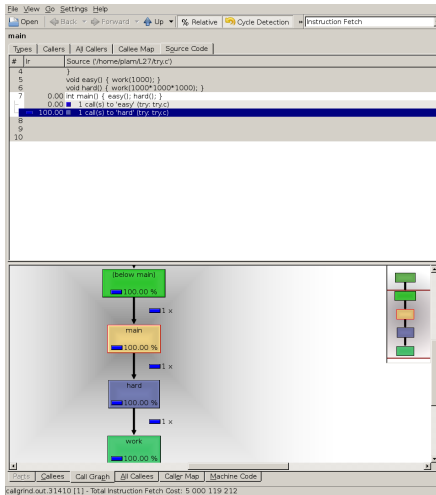 File View Go Settings Help
Open Back Forward Up % Relative Cycle Detection » Instruction Fetch
main
Types Callers All Callers Callee Map Source Code
# Ir Source ('/home/plam/L27/try.c')
4 }
5 void easy() { work(1000); }
6 void hard() { work(1000*1000*1000); }
7 0.00 int main() { easy(); hard(); }
0.00 1 call(s) to 'easy' (try: try.c)
100.00 1 call(s) to 'hard' (try: try.c)
8
9
10
(below main)
100.00 %
1 x
main
100.00 %
1 x
hard
100.00 %
1 x
work
100.00 %
Parts Callees Call Graph All Callees Caller Map Machine Code
callgrind.out.31410 [1] - Total Instruction Fetch Cost: 5 000 119 212